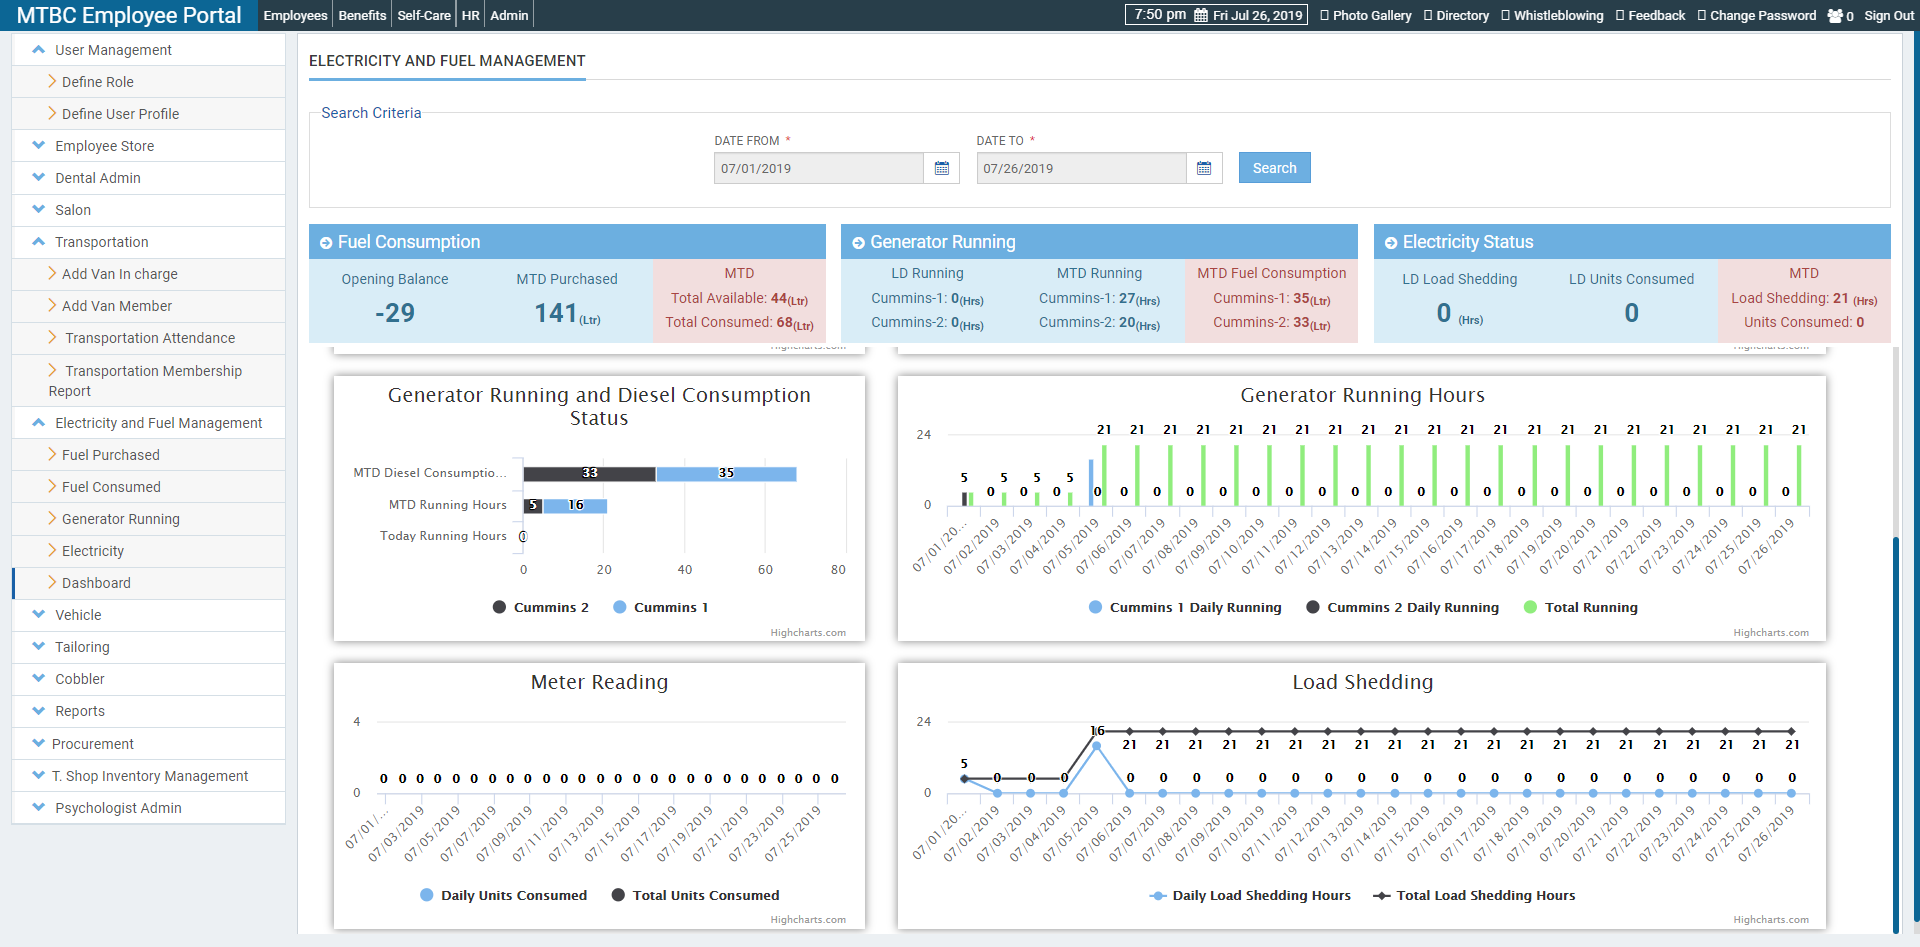 MTBC Employee Portal
Employees Benefits Self-Care HR Admin
7:50 pm Fri Jul 26, 2019 Photo Gallery Directory Whistleblowing Feedback Change Password 0 Sign Out
User Management
Define Role
Define User Profile
Employee Store
Dental Admin
Salon
Transportation
Add Van In charge
Add Van Member
Transportation Attendance
Transportation Membership
Report
Electricity and Fuel Management
Fuel Purchased
Fuel Consumed
Generator Running
Electricity
Dashboard
Vehicle
Tailoring
Cobbler
Reports
Procurement
T. Shop Inventory Management
Psychologist Admin
ELECTRICITY AND FUEL MANAGEMENT
Search Criteria
DATE FROM * DATE TO *
07/01/2019 07/26/2019 Search
Fuel Consumption
Opening Balance
-29
MTD Purchased
141 (Ltr)
MTD
Total Available: 44(Ltr)
Total Consumed: 68(Ltr)
Generator Running
LD Running
Cummins-1: 0(Hrs)
Cummins-2: 0(Hrs)
MTD Running
Cummins-1: 27(Hrs)
Cummins-2: 20(Hrs)
MTD Fuel Consumption
Cummins-1: 35(Ltr)
Cummins-2: 33(Ltr)
Electricity Status
LD Load Shedding
0 (Hrs)
LD Units Consumed
0
MTD
Load Shedding: 21 (Hrs)
Units Consumed: 0
Highcharts.com
Highcharts.com
Generator Running and Diesel Consumption
Status
MTD Diesel Consumptio... 33 35
MTD Running Hours 5 16
Today Running Hours 0
0 20 40 60 80
Cummins 2 Cummins 1
Highcharts.com
Generator Running Hours
21 21 21 21 21 21 21 21 21 21 21 21 21 21 21 21 21 21 21 21 21 21
24
5 5 5 5
0 0 0 0 0 0 0 0 0 0 0 0 0 0 0 0 0 0 0 0 0 0 0 0 0
0
07/01/20... 07/02/2019 07/03/2019 07/04/2019 07/05/2019 07/06/2019 07/07/2019 07/08/2019 07/09/2019 07/10/2019 07/11/2019 07/12/2019 07/13/2019 07/14/2019 07/15/2019 07/16/2019 07/17/2019 07/18/2019 07/19/2019 07/20/2019 07/21/2019 07/22/2019 07/23/2019 07/24/2019 07/25/2019 07/26/2019
Cummins 1 Daily Running Cummins 2 Daily Running Total Running
Highcharts.com
Meter Reading
4
0 0 0 0 0 0 0 0 0 0 0 0 0 0 0 0 0 0 0 0 0 0 0 0 0 0
0
07/01/... 07/03/2019 07/05/2019 07/07/2019 07/09/2019 07/11/2019 07/13/2019 07/15/2019 07/17/2019 07/19/2019 07/21/2019 07/23/2019 07/25/2019
Daily Units Consumed Total Units Consumed
Highcharts.com
Load Shedding
24
16
21 21 21 21 21 21 21 21 21 21 21 21 21 21 21 21 21 21 21 21 21
5
0 0 0 0 0 0 0 0 0 0 0 0 0 0 0 0 0 0 0 0 0 0 0 0
0
07/01/20... 07/02/2019 07/03/2019 07/04/2019 07/05/2019 07/06/2019 07/07/2019 07/08/2019 07/09/2019 07/10/2019 07/11/2019 07/12/2019 07/13/2019 07/14/2019 07/15/2019 07/16/2019 07/17/2019 07/18/2019 07/19/2019 07/20/2019 07/21/2019 07/22/2019 07/23/2019 07/24/2019 07/25/2019 07/26/2019
Daily Load Shedding Hours Total Load Shedding Hours
Highcharts.com